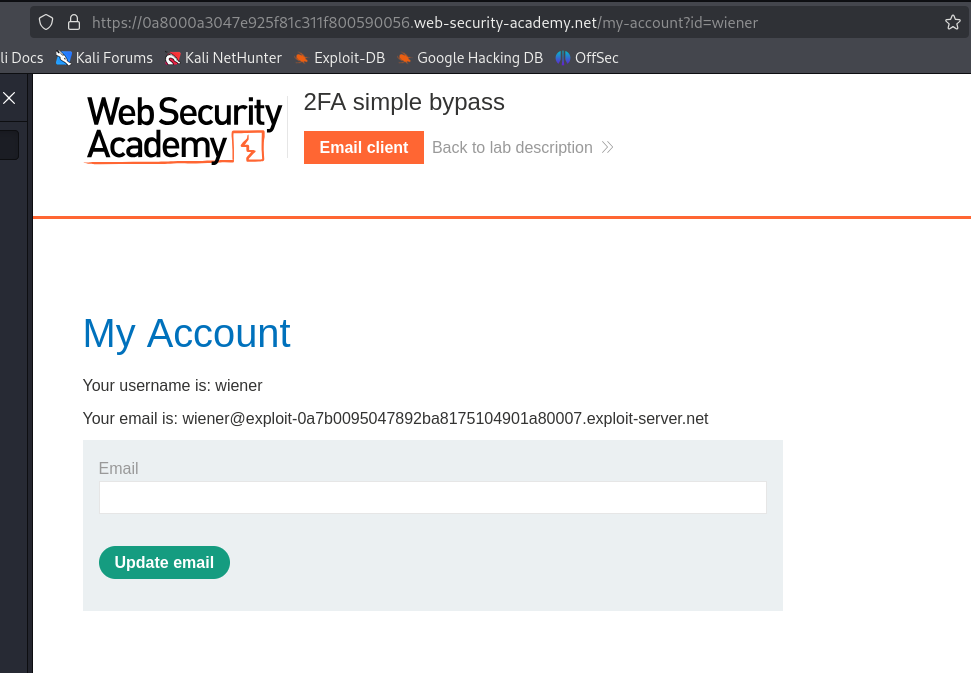 https://0a8000a3047e925f81c311f800590056.web-security-academy.net/my-account?id=wiener
li Docs Kali Forums Kali NetHunter Exploit-DB Google Hacking DB OffSec
Web Security
Academy
2FA simple bypass
Email client Back to lab description
My Account
Your username is: wiener
Your email is: wiener@exploit-0a7b0095047892ba8175104901a80007.exploit-server.net
Email
Update email